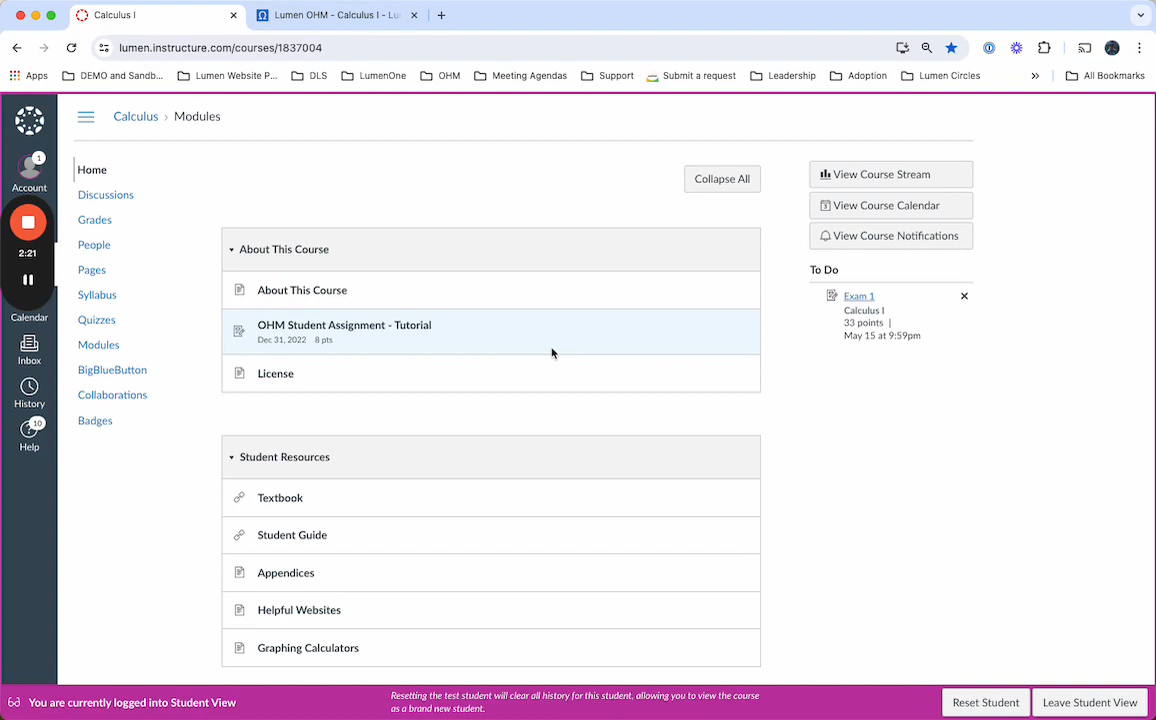 Calculus I
Lumen OHM - Calculus I - Lu
lumen.instructure.com/courses/1837004
Apps
DEMO and Sandb...
Lumen Website P...
DLS
LumenOne
OHM
Meeting Agendas
Support
Submit a request
Leadership
Adoption
Lumen Circles
»
All Bookmarks
Calculus › Modules
1
Account
2:21
Calendar
Inbox
History
10
Help
Home
Discussions
Grades
People
Pages
Syllabus
Quizzes
Modules
BigBlueButton
Collaborations
Badges
Collapse All
About This Course
About This Course
OHM Student Assignment - Tutorial
Dec 31, 2022 8 pts
License
Student Resources
Textbook
Student Guide
Appendices
Helpful Websites
Graphing Calculators
View Course Stream
View Course Calendar
View Course Notifications
To Do
Exam 1
Calculus I
33 points |
May 15 at 9:59pm
You are currently logged into Student View
Resetting the test student will clear all history for this student, allowing you to view the course
as a brand new student.
Reset Student
Leave Student View